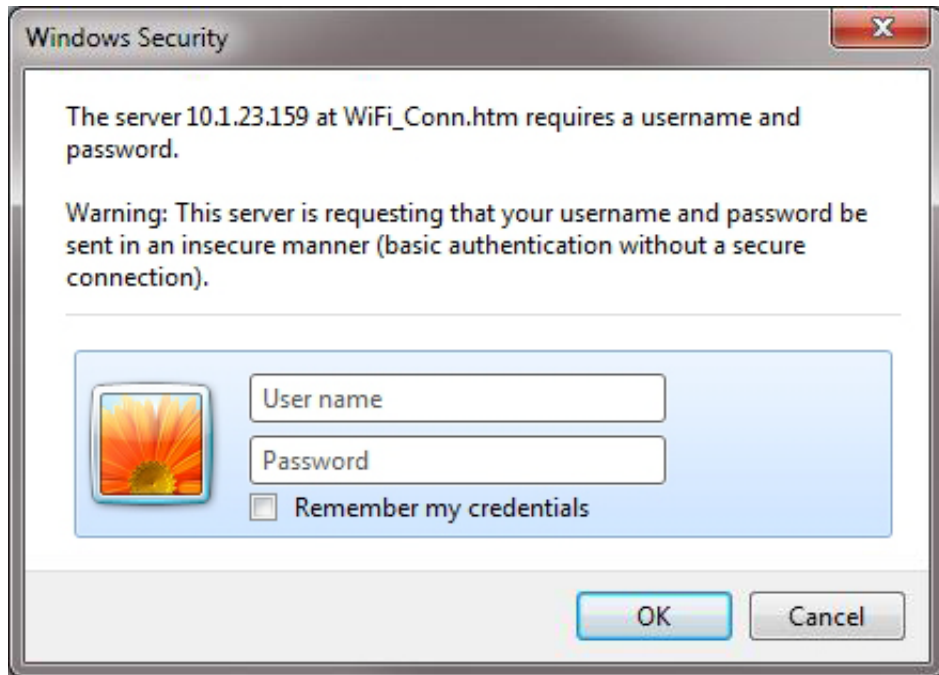 Windows Security
The server 10.1.23.159 at WiFi_Conn.htm requires a username and
password.
Warning: This server is requesting that your username and password be
sent in an insecure manner (basic authentication without a secure
connection).
User name
Password
Remember my credentials
OK
Cancel